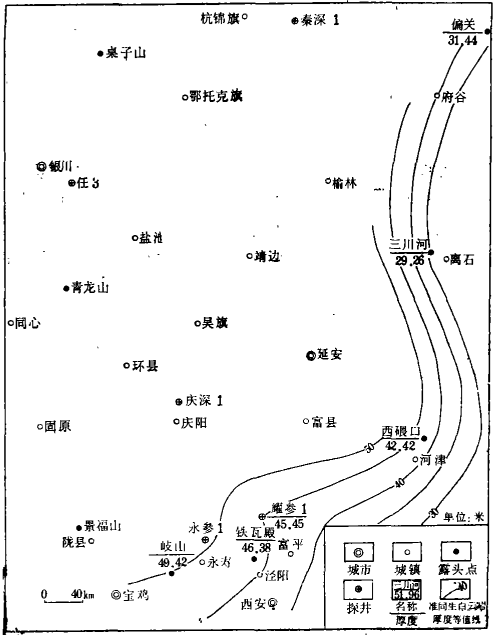 杭锦旗
秦深1
偏关
31.44
桌子山
鄂托克旗
府谷
银川
任3
榆林
盐池
靖边
三川河
29.26
离石
青龙山
同心
吴旗
延安
环县
庆深1
庆阳
富县
固原
西硙口
42.42
河津
50
40
30
单位:米
耀参1
45.45
景福山
陇县
永参1
铁瓦殿
46.38
富平
岐山
49.42
永寿
泾阳
宝鸡
西安
0 40km
城市
城镇
露头点
探井
三川河
51.96
名称
厚度
准同生白云岩
厚度等值线